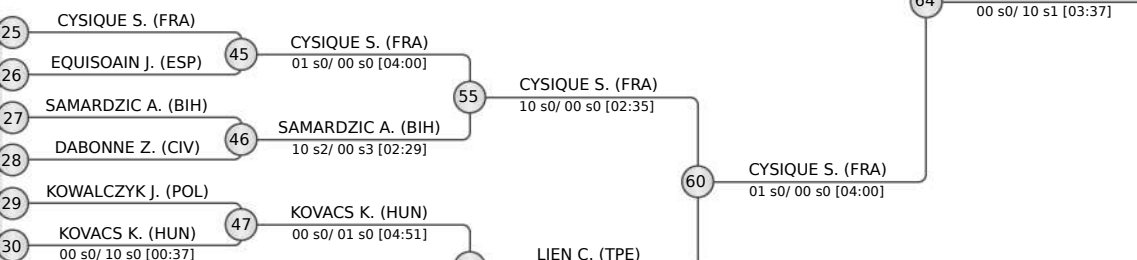 64
00 s0/ 10 s1 [03:37]
25
CYSIQUE S. (FRA)
26
EQUISOAIN J. (ESP)
45
CYSIQUE S. (FRA)
01 s0/ 00 s0 [04:00]
27
SAMARDZIC A. (BIH)
28
DABONNE Z. (CIV)
46
SAMARDZIC A. (BIH)
10 s2/ 00 s3 [02:29]
55
CYSIQUE S. (FRA)
10 s0/ 00 s0 [02:35]
29
KOWALCZYK J. (POL)
30
KOVACS K. (HUN)
00 s0/ 10 s0 [00:37]
47
KOVACS K. (HUN)
00 s0/ 01 s0 [04:51]
LIEN C. (TPE)
60
CYSIQUE S. (FRA)
01 s0/ 00 s0 [04:00]